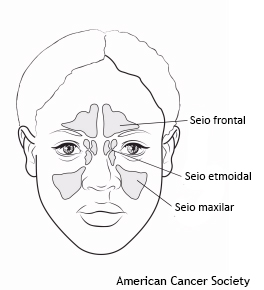 Seio frontal
Seio etmoidal
Seio maxilar
American Cancer Society